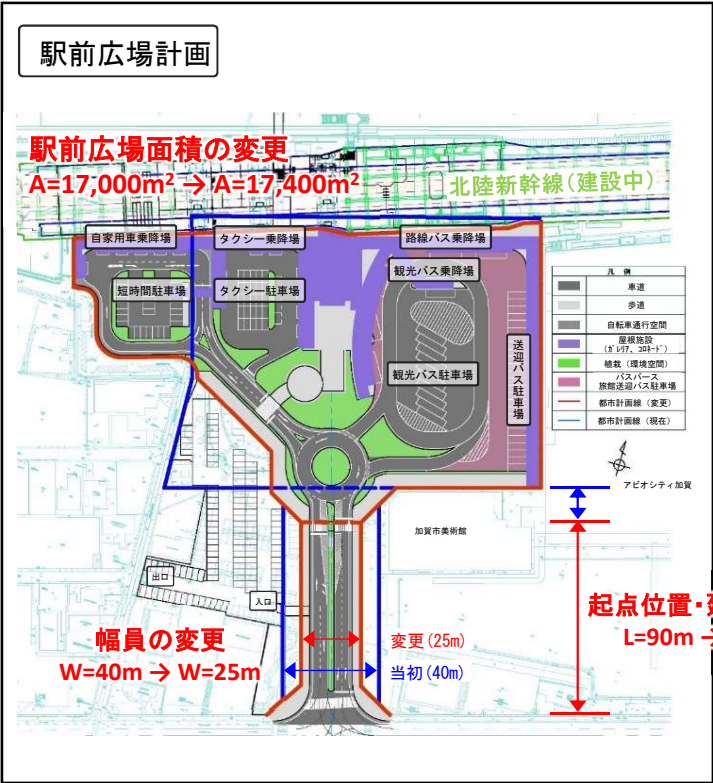 駅前広場計画
駅前広場面積の変更
A=17,000m² → A=17,400m²
北陸新幹線(建設中)
自家用車乗降場
タクシー乗降場
路線バス乗降場
観光バス乗降場
短時間駐車場
タクシー駐車場
観光バス駐車場
送迎バス駐車場
凡 例
車道
歩道
自転車通行空間
屋根施設
(ガレリア、コロネード)
植栽 (環境空間)
バスバース
旅館送迎バス駐車場
都市計画線 (変更)
都市計画線 (現在)
アビオシティ加賀
加賀市美術館
出口
入口
起点位置・
L=90m →
幅員の変更
W=40m → W=25m
変更(25m)
当初(40m)